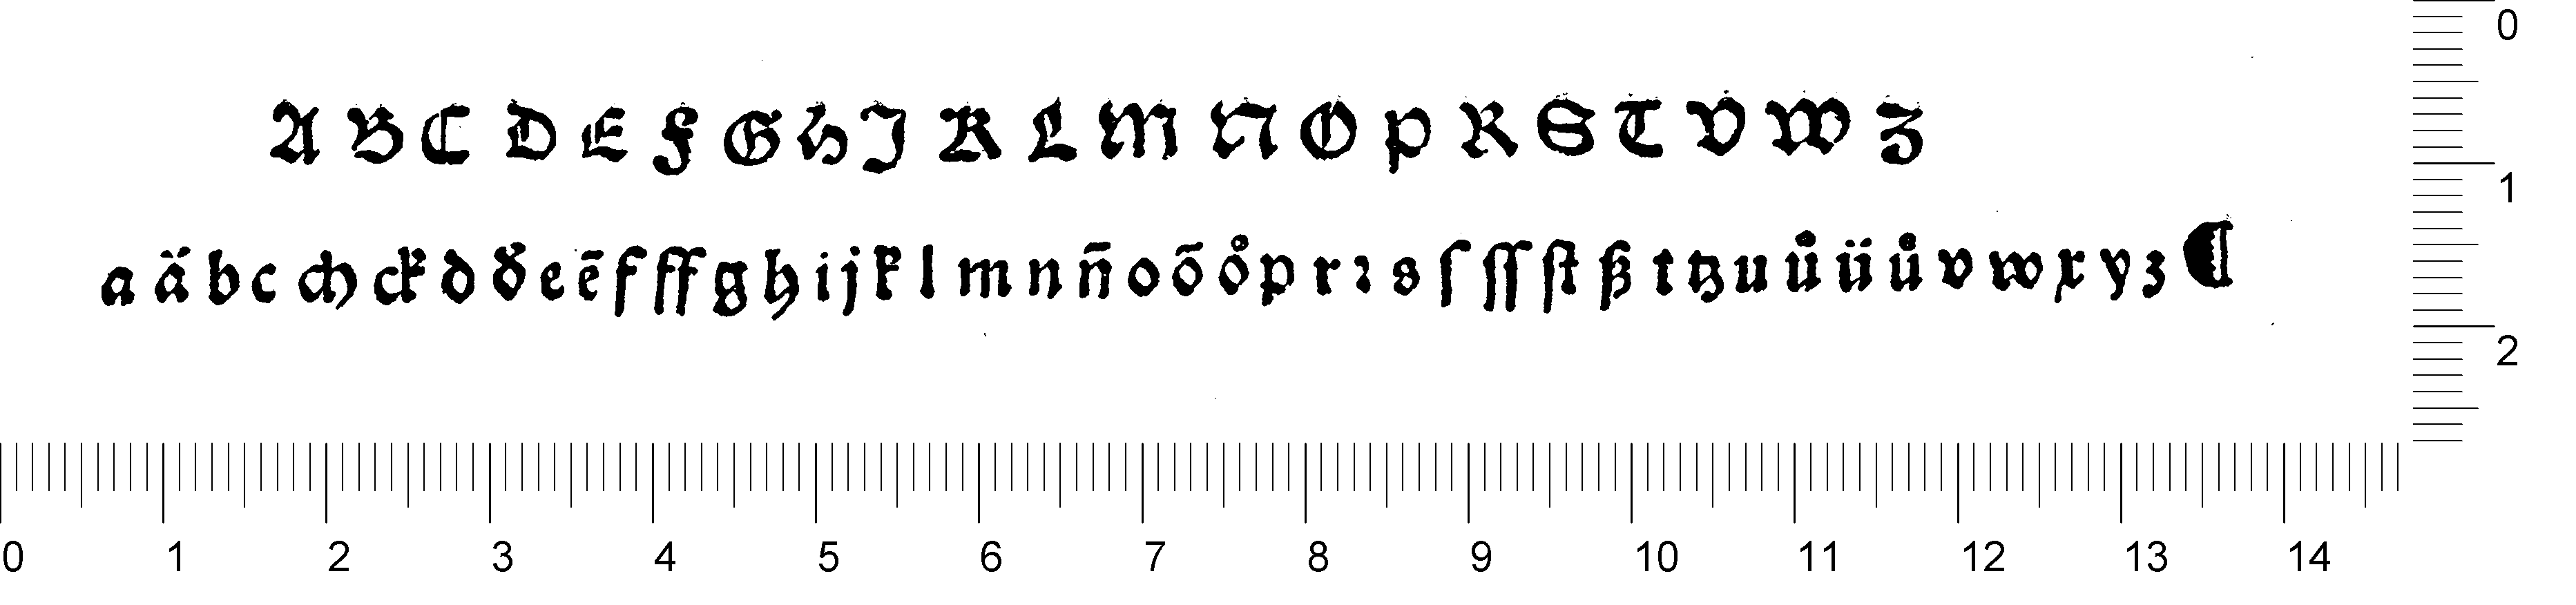 A B C D E F G H J K L M N O P R S T V W Z
a ä b c ch ck d d̆ e ē f ff g h i j k l m n n̄ o õ o̊ p r ꝛ s ſ ſſ ſt ß t tz u ů ü ů v w x y z ¶
0
1
2
0 1 2 3 4 5 6 7 8 9 10 11 12 13 14